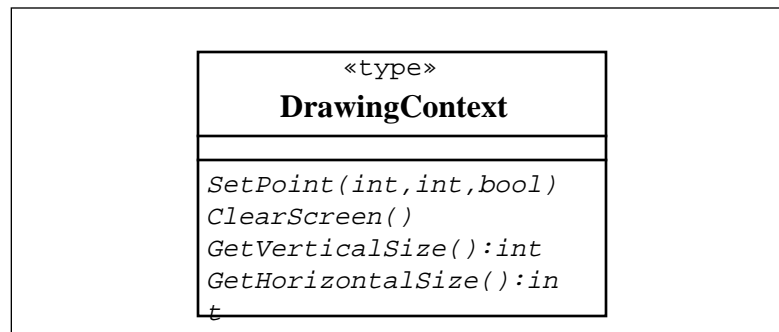 «type»
DrawingContext
SetPoint(int,int,bool)
ClearScreen()
GetVerticalSize():int
GetHorizontalSize():in
t